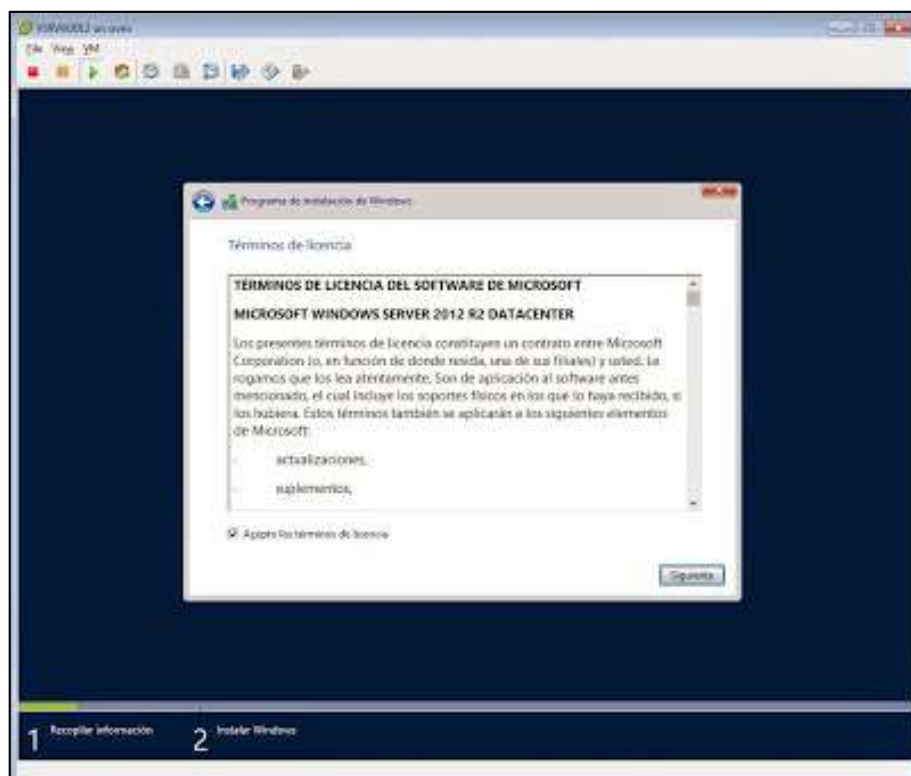 File View VM
Programa de instalación de Windows
Términos de licencia
TÉRMINOS DE LICENCIA DEL SOFTWARE DE MICROSOFT
MICROSOFT WINDOWS SERVER 2012 R2 DATACENTER
Los presentes términos de licencia constituyen un contrato entre Microsoft
Corporation (o, en función de donde resida, una de sus filiales) y usted. Le
rogamos que los lea atentamente. Son de aplicación al software antes
mencionado, el cual incluye los soportes físicos en los que lo haya recibido, si
los hubiera. Estos términos también se aplicarán a los siguientes elementos
de Microsoft:
- actualizaciones,
- suplementos,
Acepto los términos de licencia
Siguiente
1 Recopilar información
2 Instalar Windows